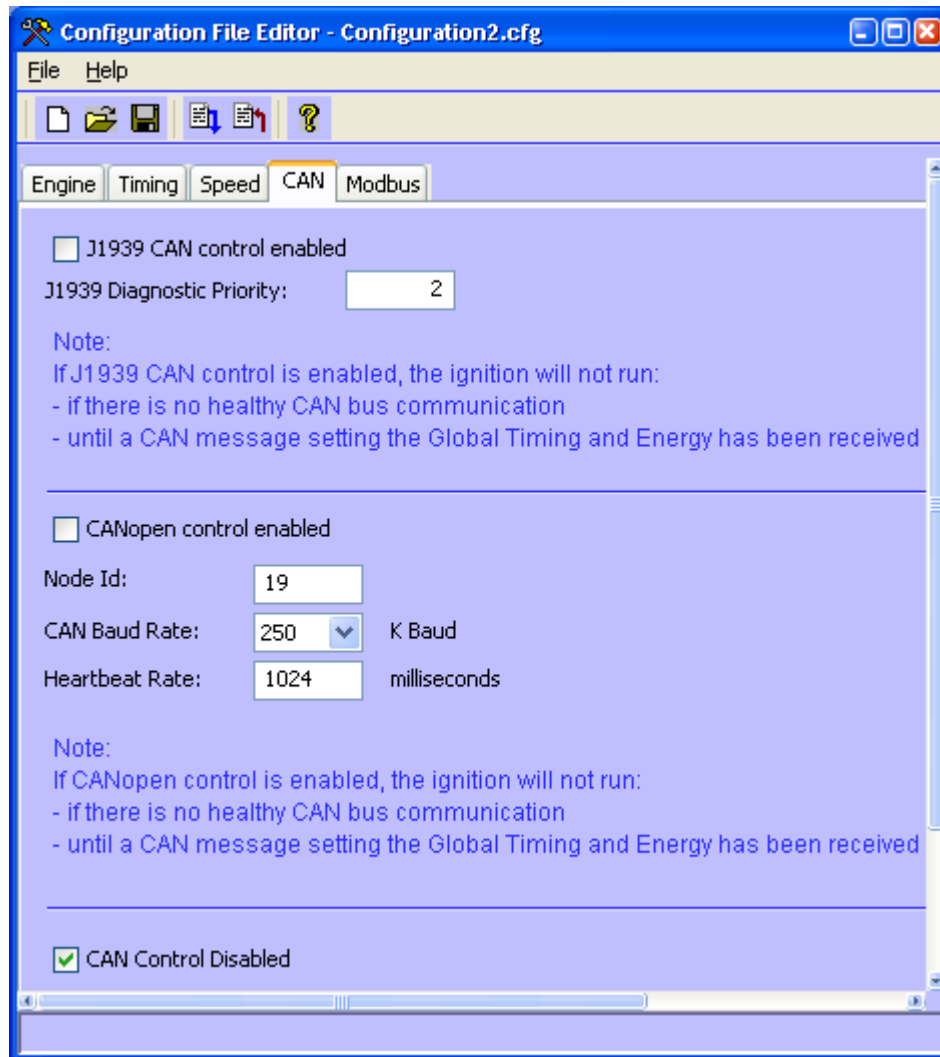 Configuration File Editor - Configuration2.cfg
File Help
Engine Timing Speed CAN Modbus
J1939 CAN control enabled
J1939 Diagnostic Priority: 2
Note:
If J1939 CAN control is enabled, the ignition will not run:
- if there is no healthy CAN bus communication
- until a CAN message setting the Global Timing and Energy has been received
CANopen control enabled
Node Id: 19
CAN Baud Rate: 250 K Baud
Heartbeat Rate: 1024 milliseconds
Note:
If CANopen control is enabled, the ignition will not run:
- if there is no healthy CAN bus communication
- until a CAN message setting the Global Timing and Energy has been received
CAN Control Disabled